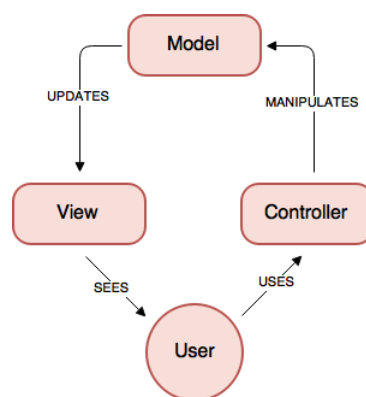 Model
UPDATES
MANIPULATES
View
Controller
SEES
USES
User